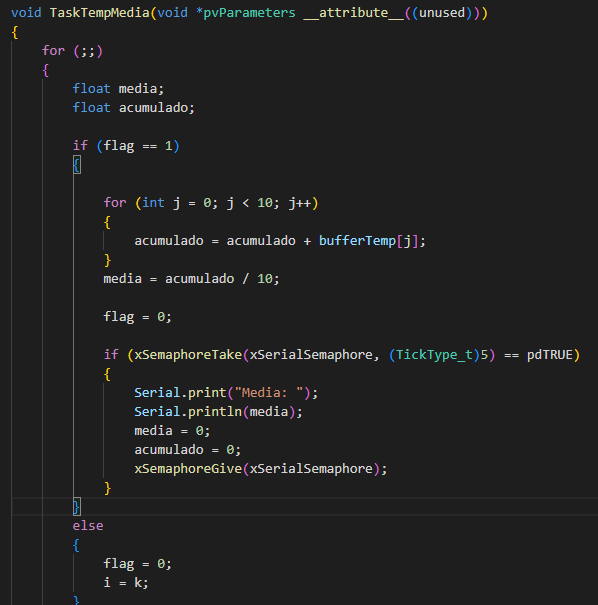 void TaskTempMedia(void *pvParameters __attribute__((unused)))
{
    for (;;)
    {
        float media;
        float acumulado;

        if (flag == 1)
        {

            for (int j = 0; j < 10; j++)
            {
                acumulado = acumulado + bufferTemp[j];
            }
            media = acumulado / 10;

            flag = 0;

            if (xSemaphoreTake(xSerialSemaphore, (TickType_t)5) == pdTRUE)
            {
                Serial.print("Media: ");
                Serial.println(media);
                media = 0;
                acumulado = 0;
                xSemaphoreGive(xSerialSemaphore);
            }
        }
        else
        {
            flag = 0;
            i = k;
        }